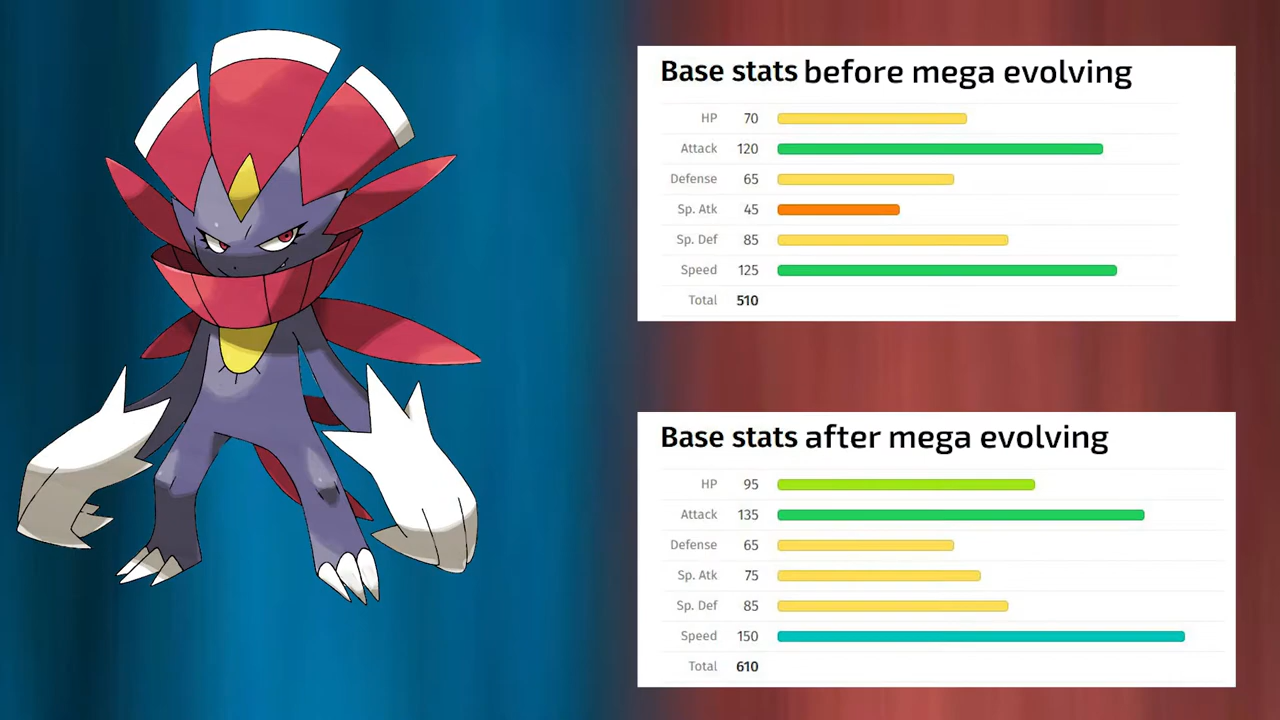 Base stats before mega evolving
HP 70
Attack 120
Defense 65
Sp. Atk 45
Sp. Def 85
Speed 125
Total 510
Base stats after mega evolving
HP 95
Attack 135
Defense 65
Sp. Atk 75
Sp. Def 85
Speed 150
Total 610